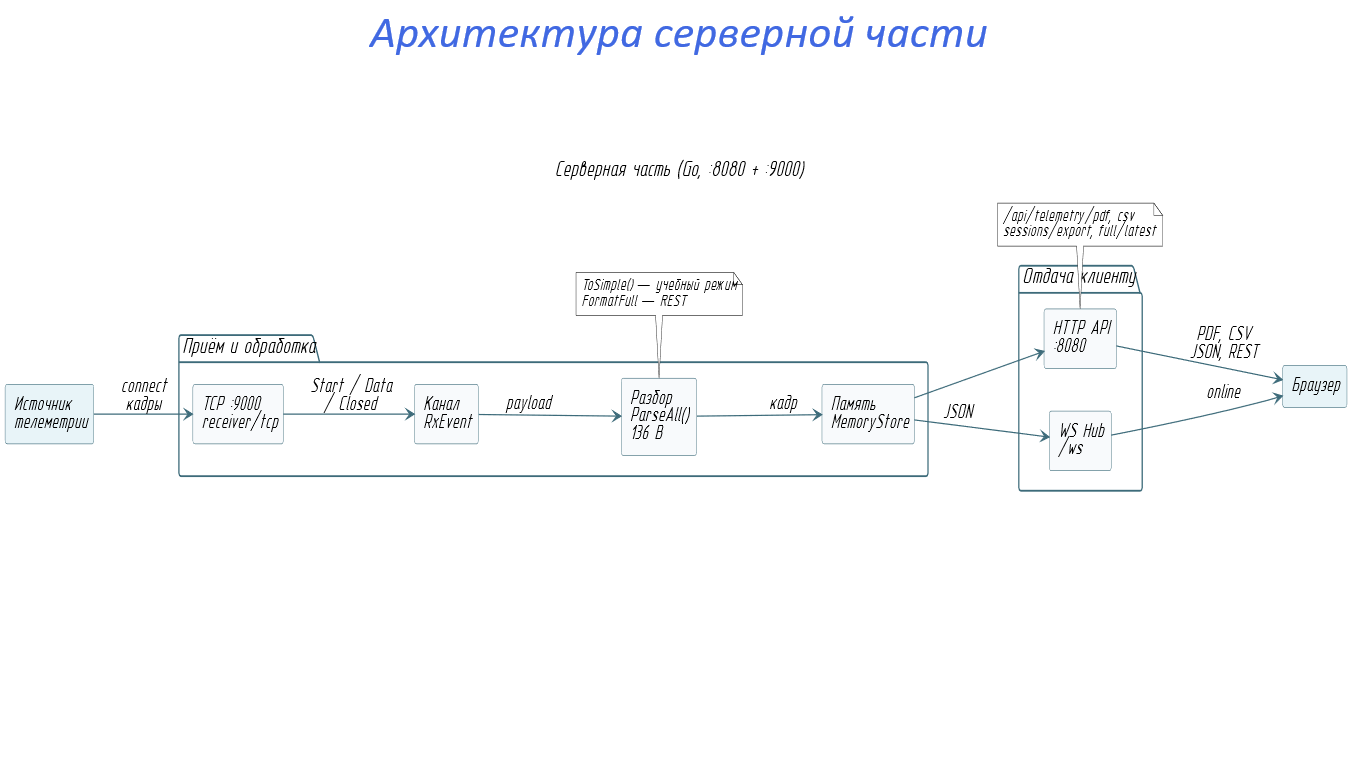 Архитектура серверной части
Серверная часть (Go, :8080 + :9000)
/api/telemetry/pdf, csv
sessions/export, full/latest
ToSimple() — учебный режим
FormatFull — REST
Отдача клиенту
HTTP API
:8080
PDF, CSV
JSON, REST
Приём и обработка
Источник
телеметрии
connect
кадры
TCP :9000
receiver/tcp
Start / Data
/ Closed
Канал
RxEvent
payload
Разбор
ParseAll()
136 В
кадр
Память
MemoryStore
JSON
WS Hub
/ws
online
Браузер